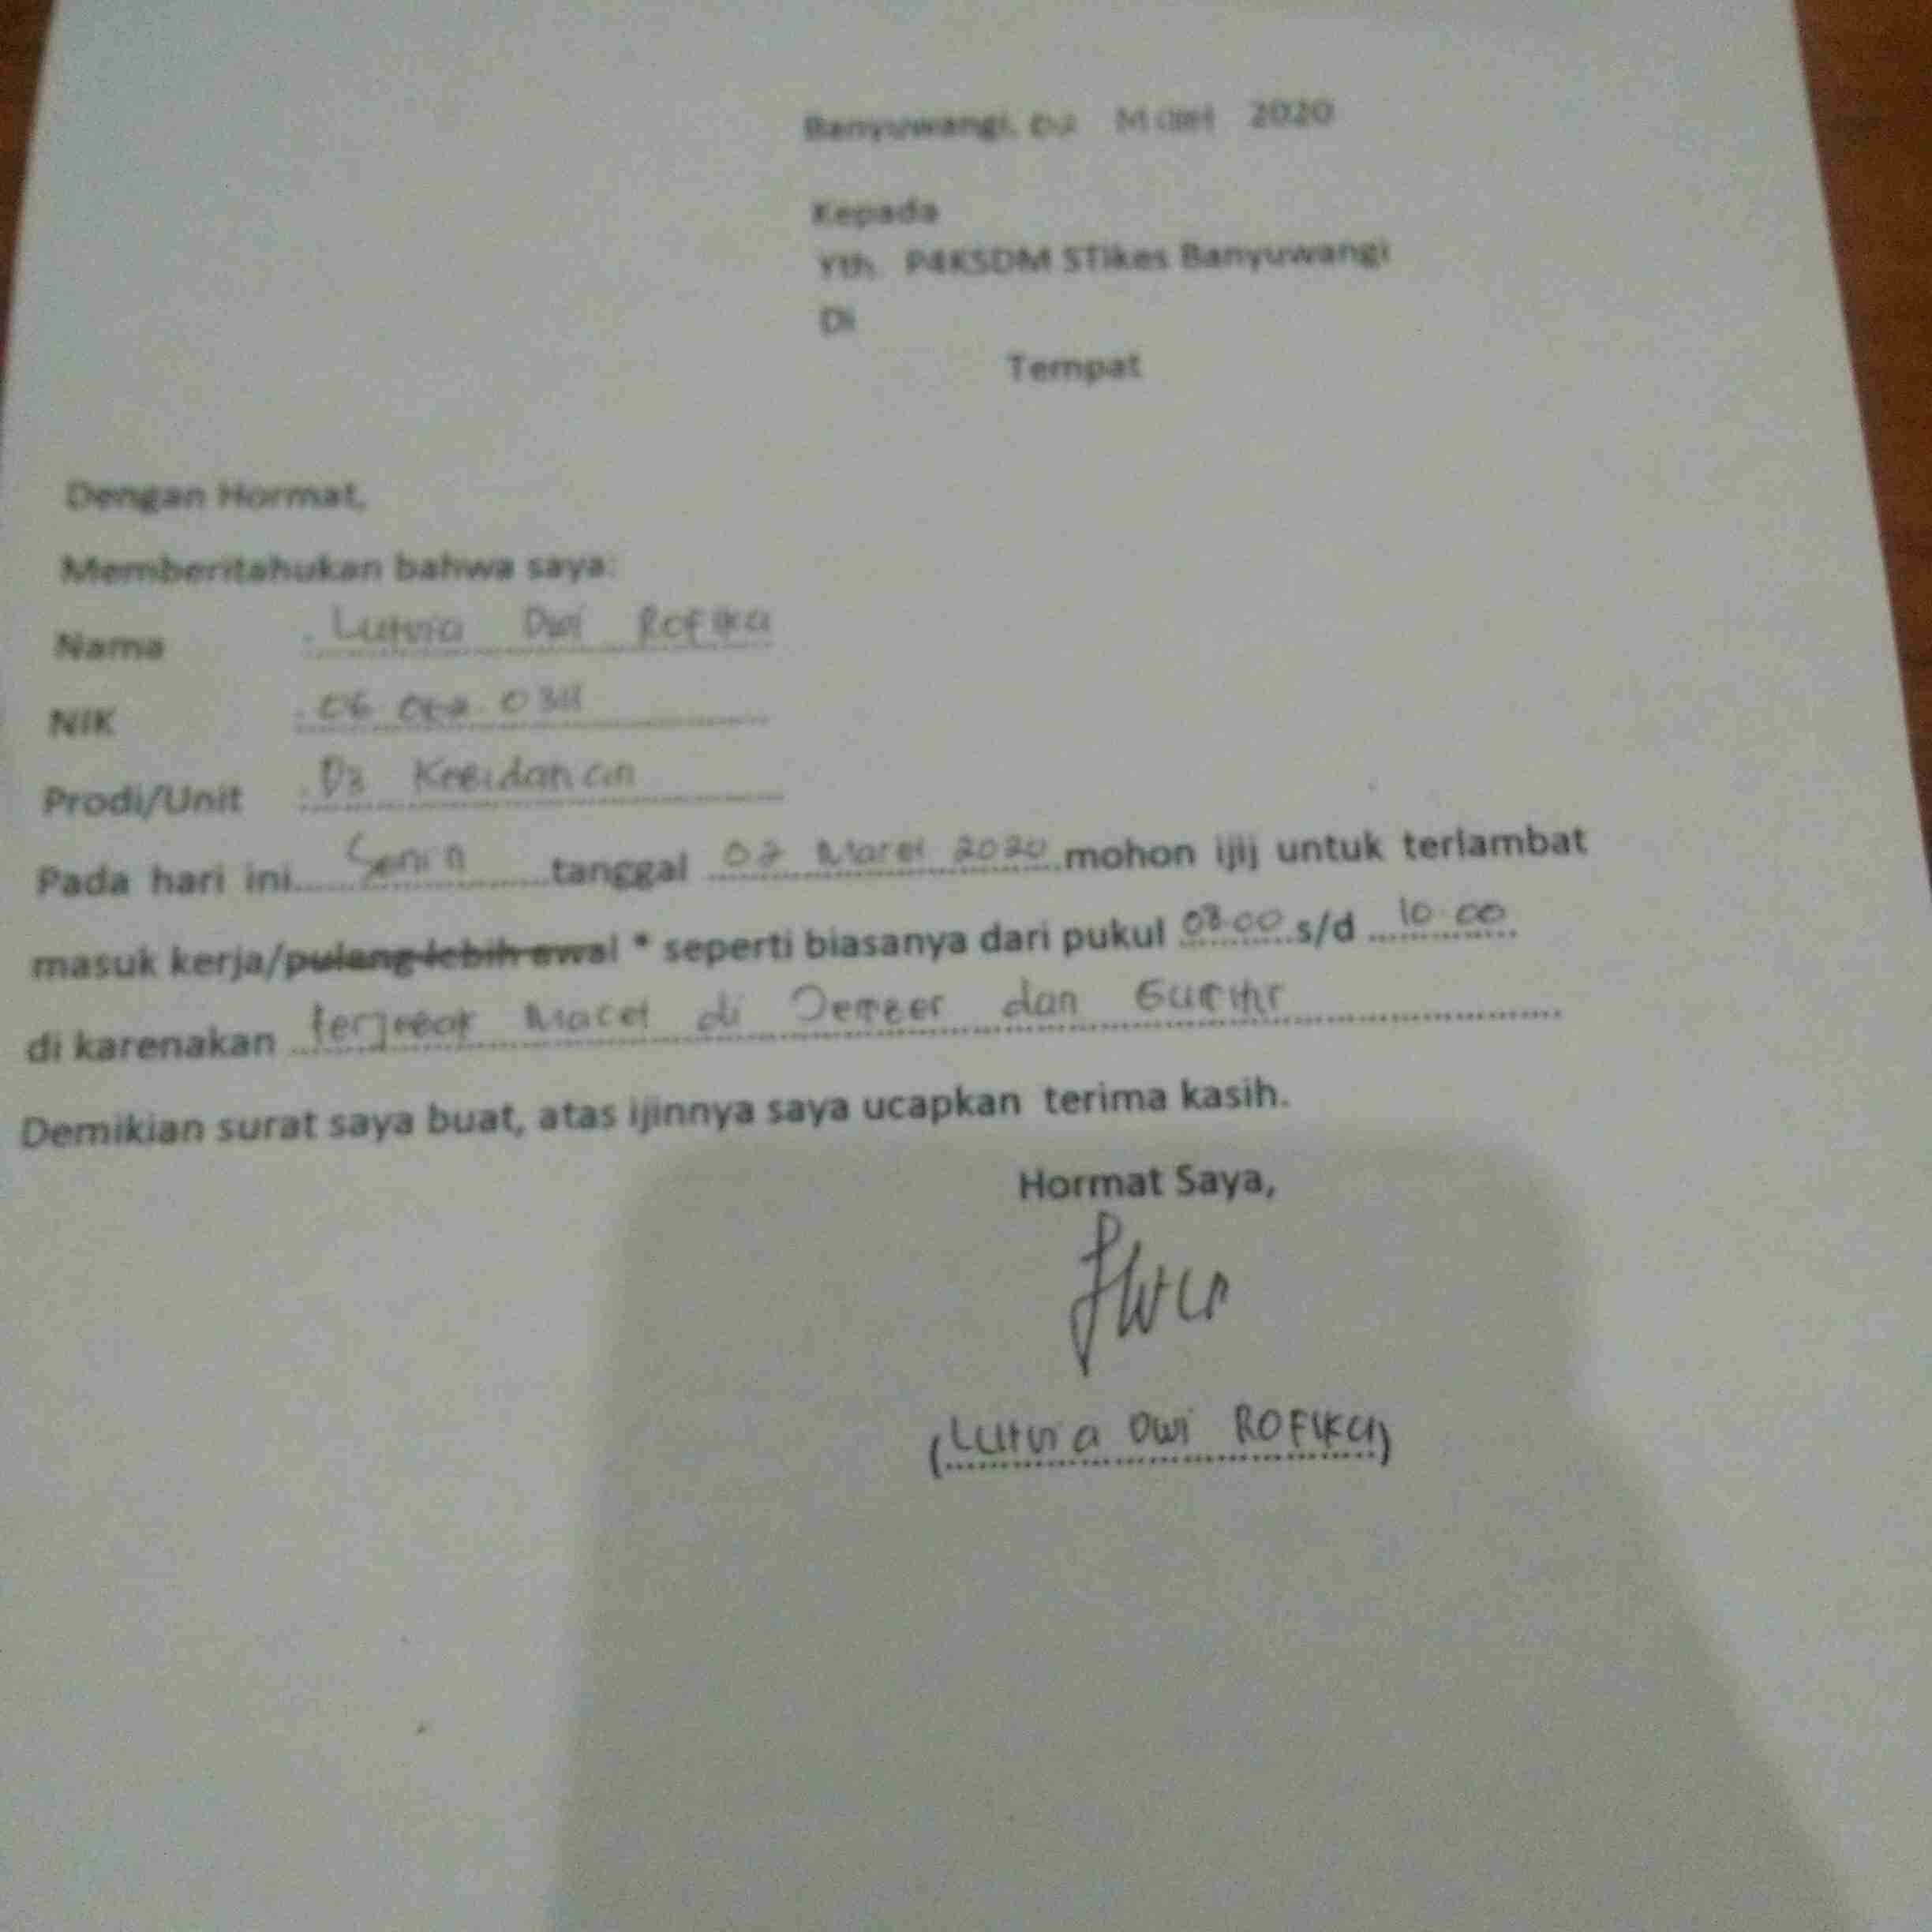 Banyuwangi, 02 Maret 2020
Kepada
Yth. P4KSDM STikes Banyuwangi
Di
Tempat
Dengan Hormat,
Memberitahukan bahwa saya:
Nama : Lutvia Dwi Rofika
NIK : 06. 0311
Prodi/Unit : D3 Kebidanan
Pada hari ini Senin tanggal 02 Maret 2020 mohon ijij untuk terlambat
masuk kerja/pulang lebih awal * seperti biasanya dari pukul 08.00 s/d 10.00
di karenakan terjebak Macet di Jember dan
Demikian surat saya buat, atas ijinnya saya ucapkan terima kasih.
Hormat Saya,
(Lutvia Dwi ROFIKA)